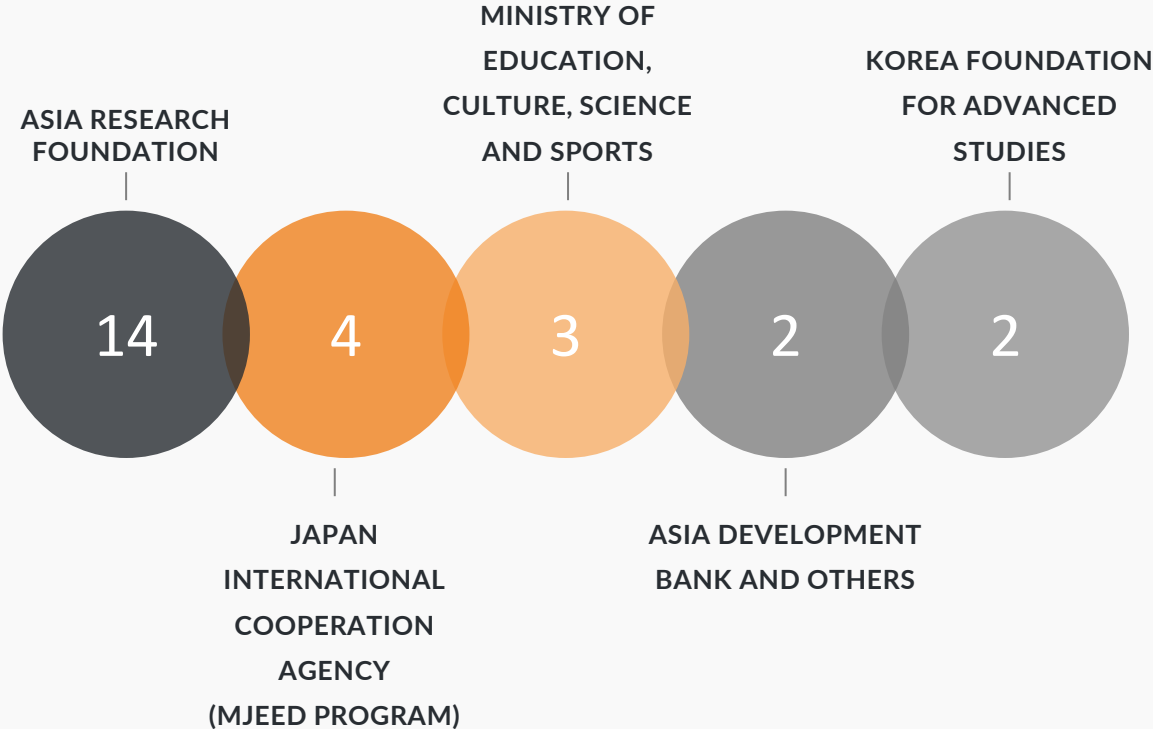 ASIA RESEARCH
FOUNDATION
MINISTRY OF
EDUCATION,
CULTURE, SCIENCE
AND SPORTS
KOREA FOUNDATION
FOR ADVANCED
STUDIES
14
4
3
2
2
JAPAN
INTERNATIONAL
COOPERATION
AGENCY
(MJEED PROGRAM)
ASIA DEVELOPMENT
BANK AND OTHERS